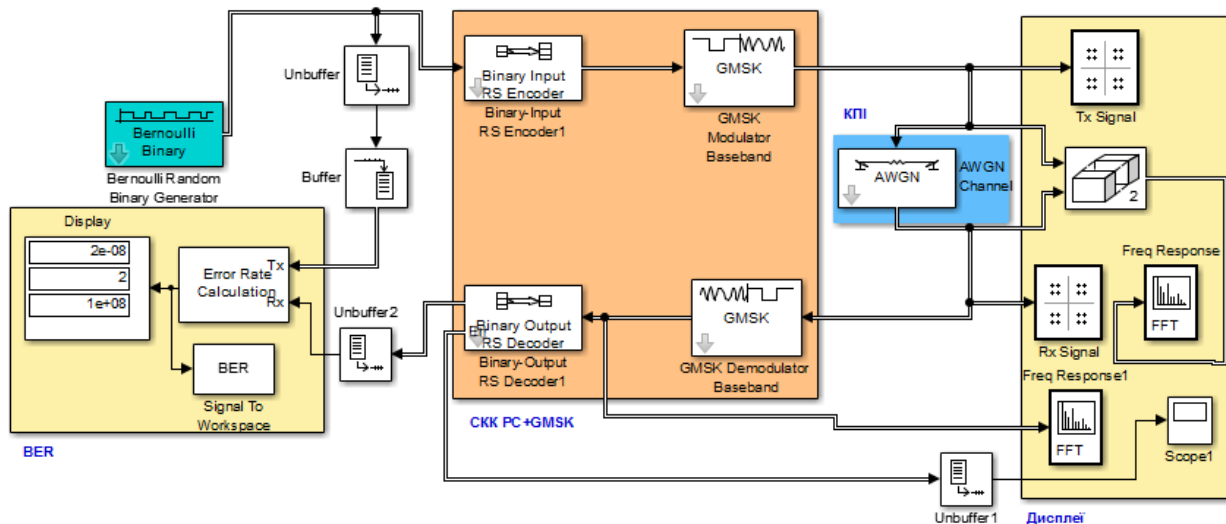 Unbuffer
Bernoulli
Binary
Bernoulli Random
Binary Generator
Buffer
Binary Input
RS Encoder
Binary-Input
RS Encoder1
GMSK
GMSK
Modulator
Baseband
КПІ
AWGN
AWGN
Channel
Tx Signal
2
Display
2e-08
2
1e+08
Error Rate
Calculation
Tx
Rx
Unbuffer2
BER
Signal To
Workspace
BER
Binary Output
RS Decoder
Err
Binary-Output
RS Decoder1
GMSK
GMSK Demodulator
Baseband
СКК РС+GMSK
Rx Signal
Freq Response
FFT
Freq Response1
FFT
Scope1
Unbuffer1
Дисплеї